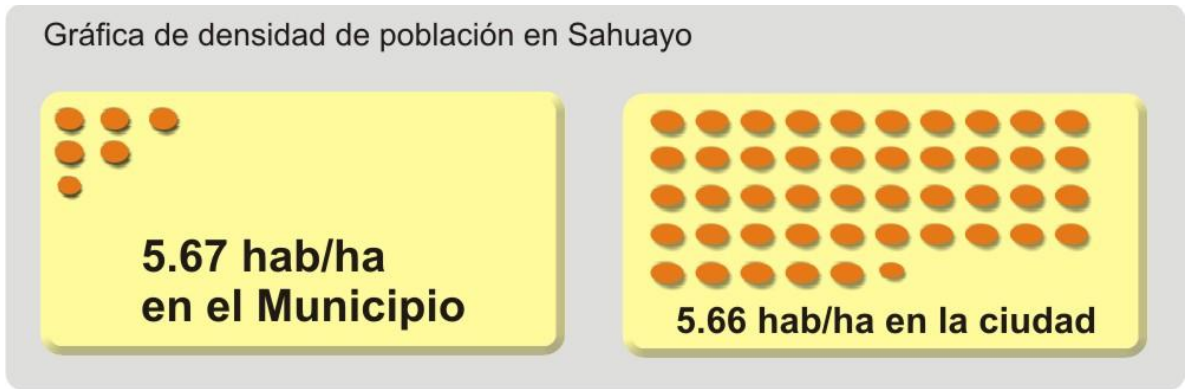 Gráfica de densidad de población en Sahuayo
5.67 hab/ha
en el Municipio
5.66 hab/ha en la ciudad